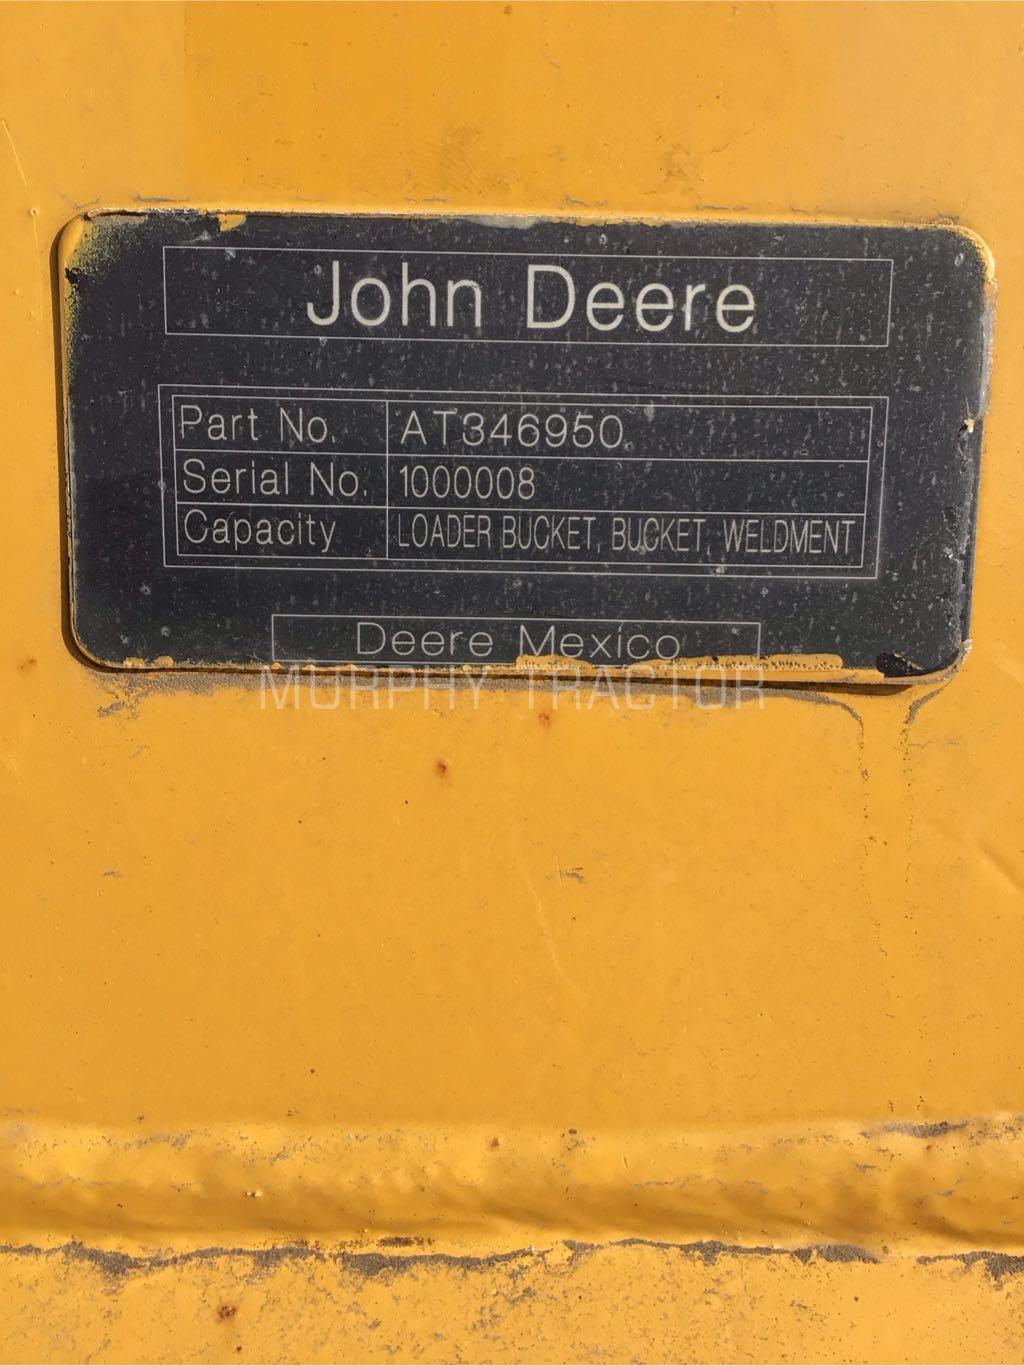 John Deere
Part No. AT346950
Serial No. 1000008
Capacity LOADER BUCKET, BUCKET, WELDMENT
Deere Mexico
MURPHY TRACTOR